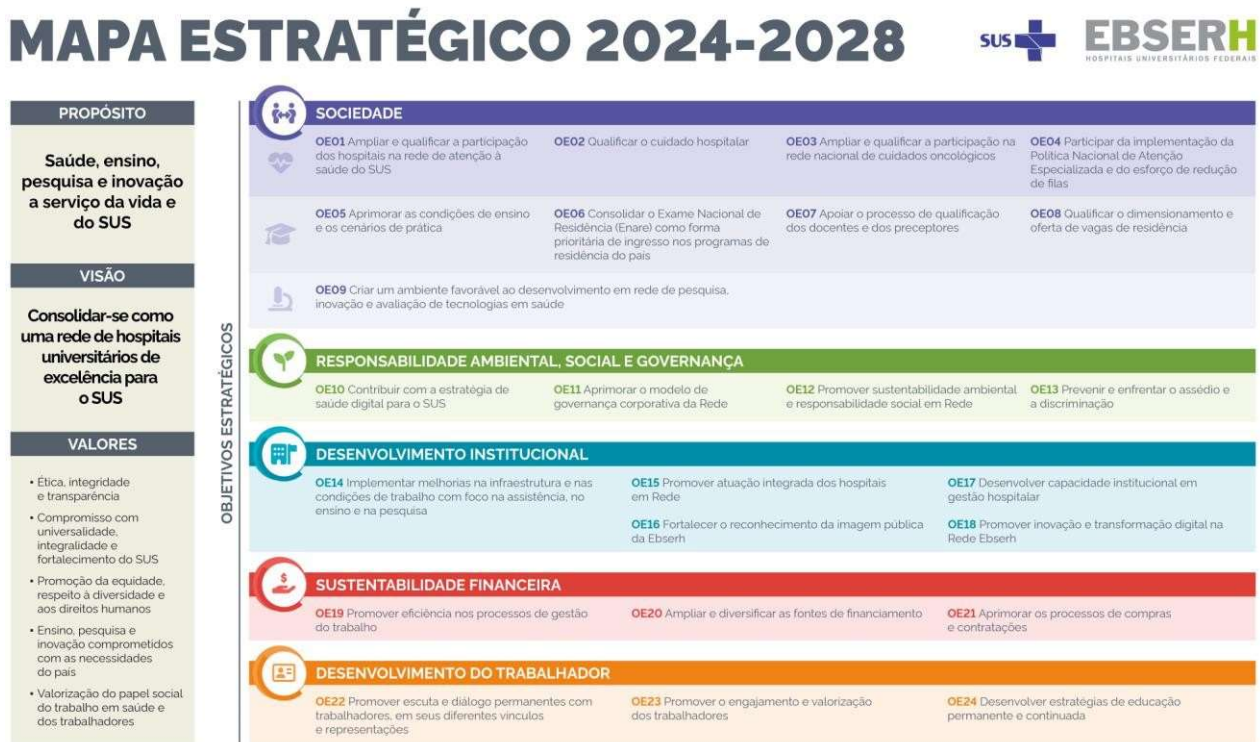 MAPA ESTRATÉGICO 2024-2028
SUS
EBSERH
HOSPITAIS UNIVERSITÁRIOS FEDERAIS
PROPÓSITO
Saúde, ensino,
pesquisa e inovação
a serviço da vida e
do SUS
VISÃO
Consolidar-se como
uma rede de hospitais
universitários de
excelência para
o SUS
VALORES
• Ética, integridade
e transparência
• Compromisso com
universalidade,
integralidade e
fortalecimento do SUS
• Promoção da equidade,
respeito à diversidade e
aos direitos humanos
• Ensino, pesquisa e
inovação comprometidos
com as necessidades
do país
• Valorização do papel social
do trabalho em saúde e
dos trabalhadores
OBJETIVOS ESTRATÉGICOS
SOCIEDADE
OE01 Ampliar e qualificar a participação
dos hospitais na rede de atenção à
saúde do SUS
OE02 Qualificar o cuidado hospitalar
OE03 Ampliar e qualificar a participação na
rede nacional de cuidados oncológicos
OE04 Participar da implementação da
Política Nacional de Atenção
Especializada e do esforço de redução
de filas
OE05 Aprimorar as condições de ensino
e os cenários de prática
OE06 Consolidar o Exame Nacional de
Residência (Enare) como forma
prioritária de ingresso nos programas de
residência do país
OE07 Apoiar o processo de qualificação
dos docentes e dos preceptores
OE08 Qualificar o dimensionamento e
oferta de vagas de residência
OE09 Criar um ambiente favorável ao desenvolvimento em rede de pesquisa,
inovação e avaliação de tecnologias em saúde
RESPONSABILIDADE AMBIENTAL, SOCIAL E GOVERNANÇA
OE10 Contribuir com a estratégia de
saúde digital para o SUS
OE11 Aprimorar o modelo de
governança corporativa da Rede
OE12 Promover sustentabilidade ambiental
e responsabilidade social em Rede
OE13 Prevenir e enfrentar o assédio e
a discriminação
DESENVOLVIMENTO INSTITUCIONAL
OE14 Implementar melhorias na infraestrutura e nas
condições de trabalho com foco na assistência, no
ensino e na pesquisa
OE15 Promover atuação integrada dos hospitais
em Rede
OE16 Fortalecer o reconhecimento da imagem pública
da Ebserh
OE17 Desenvolver capacidade institucional em
gestão hospitalar
OE18 Promover inovação e transformação digital na
Rede Ebserh
$
SUSTENTABILIDADE FINANCEIRA
OE19 Promover eficiência nos processos de gestão
do trabalho
OE20 Ampliar e diversificar as fontes de financiamento
OE21 Aprimorar os processos de compras
e contratações
DESENVOLVIMENTO DO TRABALHADOR
OE22 Promover escuta e diálogo permanentes com
trabalhadores, em seus diferentes vínculos
e representações
OE23 Promover o engajamento e valorização
dos trabalhadores
OE24 Desenvolver estratégias de educação
permanente e continuada